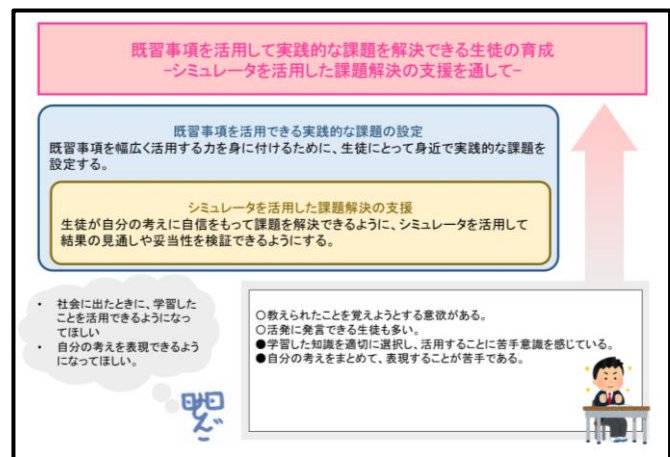 既習事項を活用して実践的な課題を解決できる生徒の育成
-シミュレータを活用した課題解決の支援を通して-
既習事項を活用できる実践的な課題の設定
既習事項を幅広く活用する力を身に付けるために、生徒にとって身近で実践的な課題を
設定する。
シミュレータを活用した課題解決の支援
生徒が自分の考えに自信をもって課題を解決できるように、シミュレータを活用して
結果の見通しや妥当性を検証できるようにする。
• 社会に出たときに、学習した
ことを活用できるようになっ
てほしい
• 自分の考えを表現できるよう
になってほしい。
○教えられたことを覚えようとする意欲がある。
○活発に発言できる生徒も多い。
●学習した知識を適切に選択し、活用することに苦手意識を感じている。
●自分の考えをまとめて、表現することが苦手である。